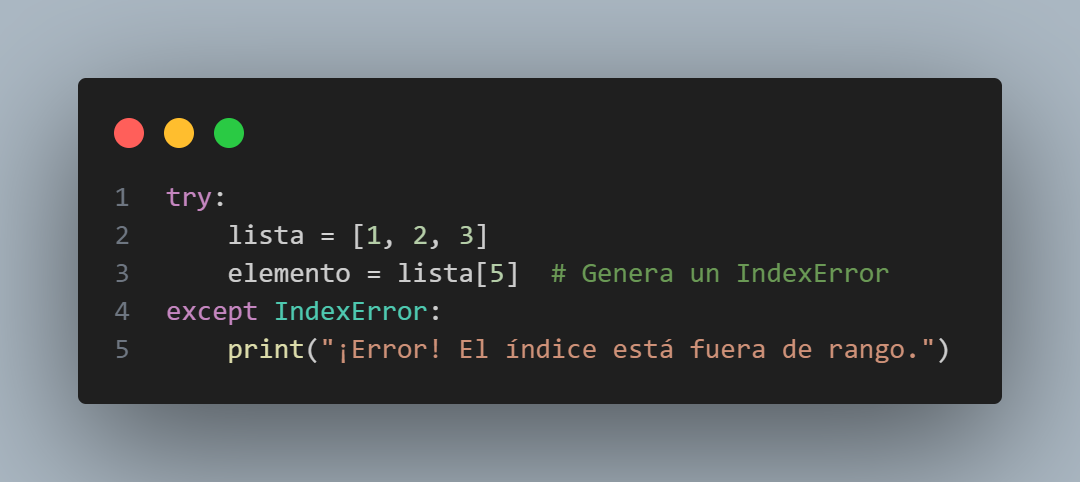 1 try:
2     lista = [1, 2, 3]
3     elemento = lista[5]  # Genera un IndexError
4 except IndexError:
5     print("¡Error! El índice está fuera de rango.")